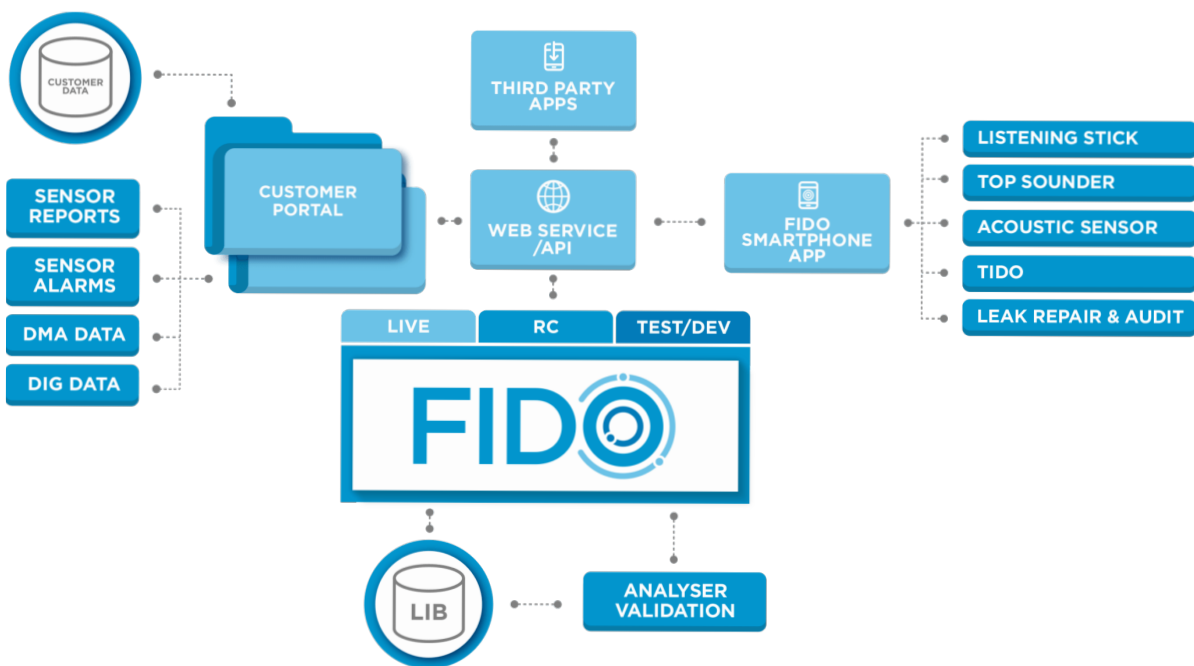 CUSTOMER
DATA
THIRD PARTY
APPS
SENSOR
REPORTS
SENSOR
ALARMS
DMA DATA
DIG DATA
CUSTOMER
PORTAL
WEB SERVICE
/API
FIDO
SMARTPHONE
APP
LISTENING STICK
TOP SOUNDER
ACOUSTIC SENSOR
TIDO
LEAK REPAIR & AUDIT
LIVE
RC
TEST/DEV
FIDO
LIB
ANALYSER
VALIDATION